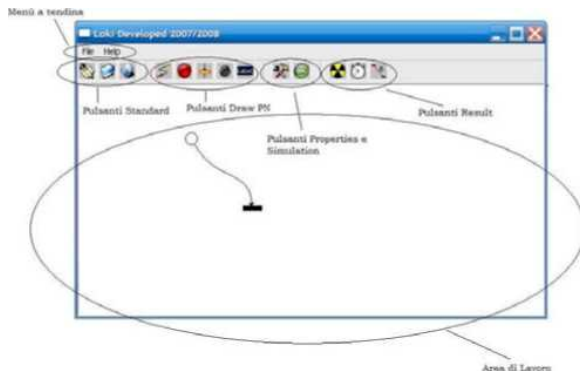 Menù a tendina
Loki Developed 2007/2008
File Help
Pulsanti Standard
Pulsanti Draw PN
Pulsanti Properties e
Simulation
Pulsanti Result
Area di Lavoro